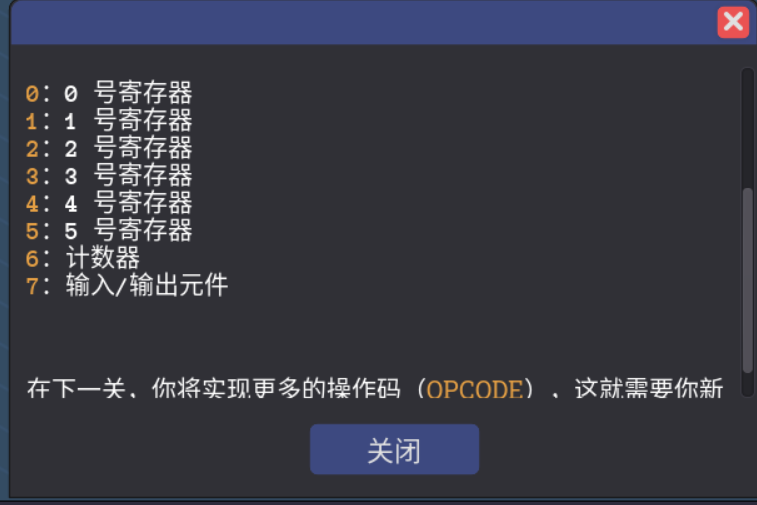 0: 0 号寄存器
1: 1 号寄存器
2: 2 号寄存器
3: 3 号寄存器
4: 4 号寄存器
5: 5 号寄存器
6: 计数器
7: 输入/输出元件
在下一关，你将实现更多的操作码（OPCODE），这就需要你新
关闭